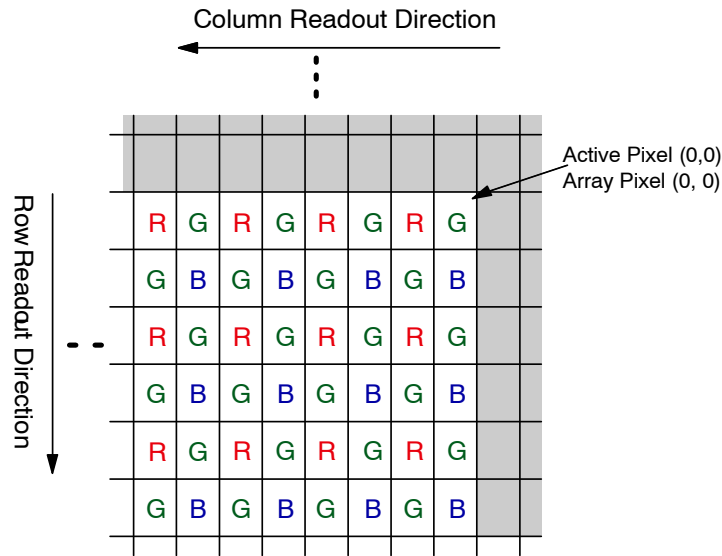 Column Readout Direction
Active Pixel (0,0)
Array Pixel (0, 0)
Row Readout Direction
R G R G R G R G
G B G B G B G B
R G R G R G R G
G B G B G B G B
R G R G R G R G
G B G B G B G B